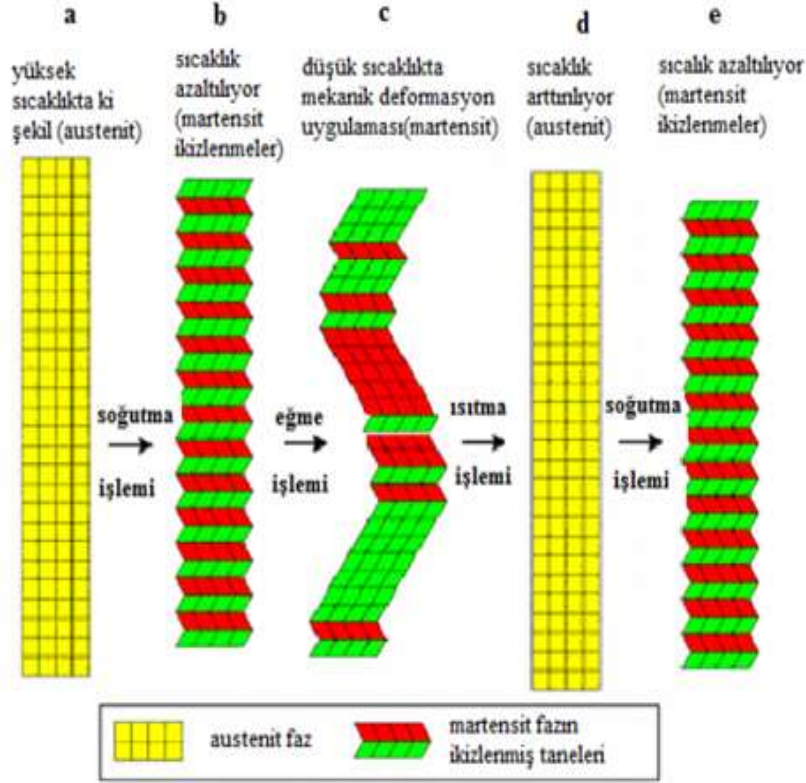 a
yüksek
sıcaklıkta ki
şekil (austenit)
b
sıcaklık
azaltılıyor
(martensit
ikizlenmeler)
c
düşük sıcaklıkta
mekanik deformasyon
uygulaması(martensit)
d
sıcaklık
arttırılıyor
(austenit)
e
sıcalık azaltılıyor
(martensit
ikizlenmeler)
soğutma
işlemi
eğme
işlemi
ısıtma
işlemi
soğutma
işlemi
austenit faz
martensit fazın
ikizlenmiş taneleri